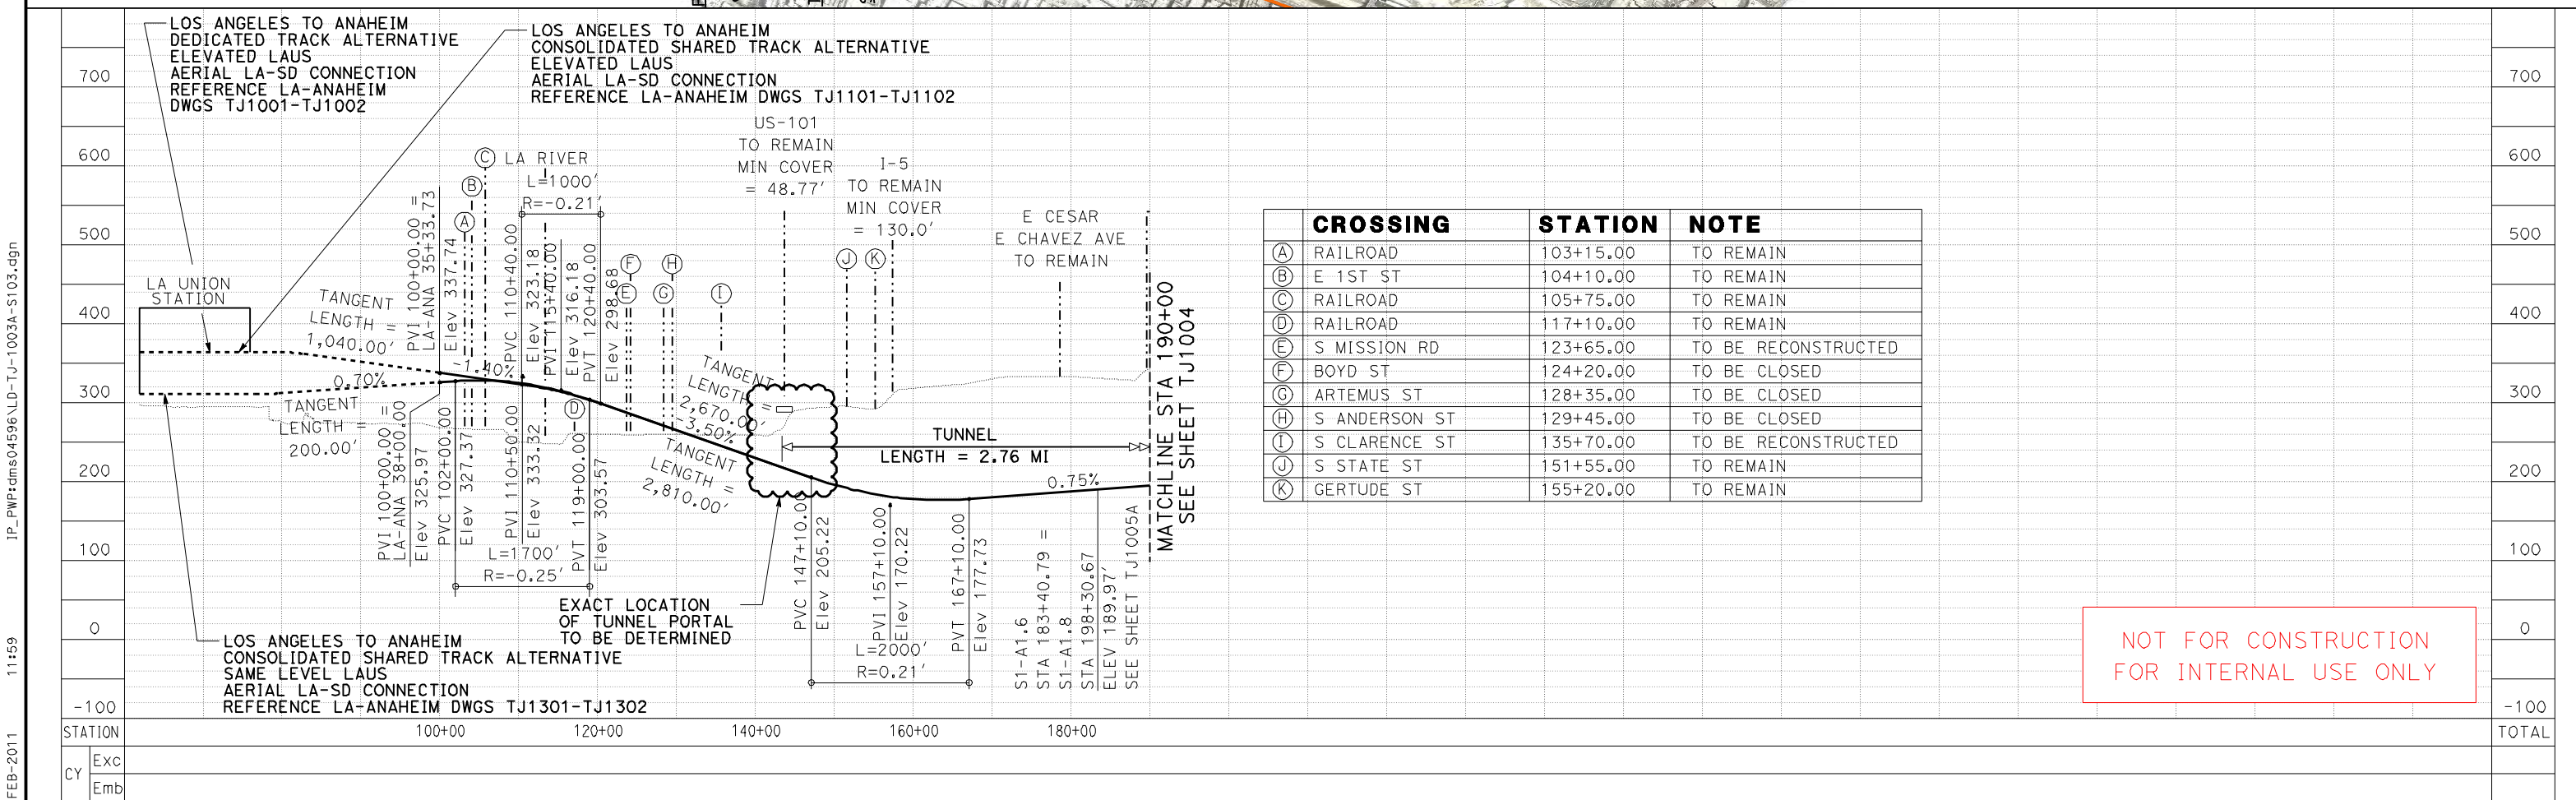 LOS ANGELES TO ANAHEIM
DEDICATED TRACK ALTERNATIVE
ELEVATED LAUS
AERIAL LA-SD CONNECTION
REFERENCE LA-ANAHEIM
DWGS TJ1001-TJ1002
LOS ANGELES TO ANAHEIM
CONSOLIDATED SHARED TRACK ALTERNATIVE
ELEVATED LAUS
AERIAL LA-SD CONNECTION
REFERENCE LA-ANAHEIM DWGS TJ1101-TJ1102
700
600
500
400
300
200
100
0
-100
LA UNION
STATION
TANGENT
LENGTH =
1,040.00'
0.70%
TANGENT
LENGTH =
200.00'
PVI 100+00.00 =
LA-ANA 35+33.73
Elev 337.74
A
B
C
LA RIVER
L=1000'
R=-0.21'
-1.40%
PVC 110+40.00
Elev 323.18
PVI 115+40.00
Elev 316.18
PVT 120+40.00
Elev 298.68
D
E
F
G
H
I
US-101
TO REMAIN
MIN COVER
= 48.77'
I-5
TO REMAIN
MIN COVER
= 130.0'
J
K
E CESAR
E CHAVEZ AVE
TO REMAIN
TANGENT
LENGTH =
2,670.00'
-3.50%
TANGENT
LENGTH =
2,810.00'
TUNNEL
LENGTH = 2.76 MI
0.75%
MATCHLINE STA 190+00
SEE SHEET TJ1004
PVI 100+00.00 =
LA-ANA 38+00.00
Elev 325.97
PVC 102+00.00
Elev 327.37
PVI 110+50.00
Elev 333.32
PVT 119+00.00
Elev 303.57
L=1700'
R=-0.25'
EXACT LOCATION
OF TUNNEL PORTAL
TO BE DETERMINED
PVC 147+10.00
Elev 205.22
PVI 157+10.00
Elev 170.22
PVT 167+10.00
Elev 177.73
L=2000'
R=0.21'
S1-A1.6
STA 183+40.79 =
S1-A1.8
STA 198+30.67
ELEV 189.97'
SEE SHEET TJ1005A
LOS ANGELES TO ANAHEIM
CONSOLIDATED SHARED TRACK ALTERNATIVE
SAME LEVEL LAUS
AERIAL LA-SD CONNECTION
REFERENCE LA-ANAHEIM DWGS TJ1301-TJ1302
CROSSING STATION NOTE
A RAILROAD 103+15.00 TO REMAIN
B E 1ST ST 104+10.00 TO REMAIN
C RAILROAD 105+75.00 TO REMAIN
D RAILROAD 117+10.00 TO REMAIN
E S MISSION RD 123+65.00 TO BE RECONSTRUCTED
F BOYD ST 124+20.00 TO BE CLOSED
G ARTEMUS ST 128+35.00 TO BE CLOSED
H S ANDERSON ST 129+45.00 TO BE CLOSED
I S CLARENCE ST 135+70.00 TO BE RECONSTRUCTED
J S STATE ST 151+55.00 TO REMAIN
K GERTUDE ST 155+20.00 TO REMAIN
NOT FOR CONSTRUCTION
FOR INTERNAL USE ONLY
700
600
500
400
300
200
100
0
-100
STATION 100+00 120+00 140+00 160+00 180+00 TOTAL
CY
Exc
Emb
IP_PWP:dms04596\LD-TJ-1003A-S103.dgn
11:59
FEB-2011